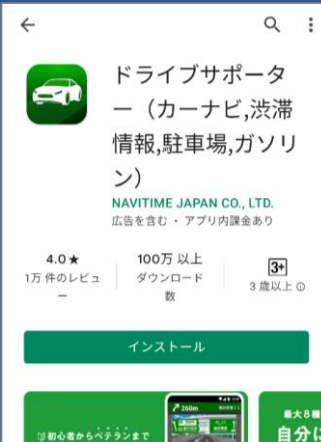 ドライブサポータ
ー（カーナビ,渋滞
情報,駐車場,ガソリ
ン）
NAVITIME JAPAN CO., LTD.
広告を含む・アプリ内課金あり
4.0★
1万 件のレビュ
ー
100万 以上
ダウンロード
数
3+
3 歳以上
インストール
初心者からベテランまで
260m
最大8種
自分に